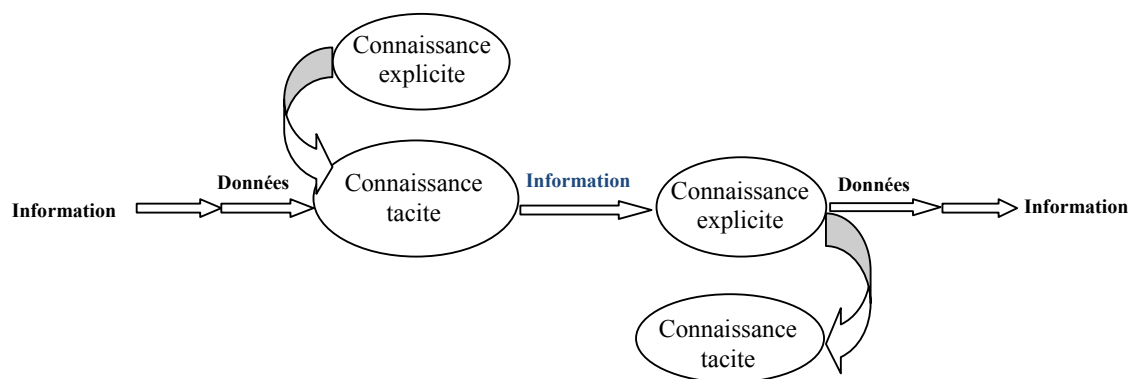 Connaissance
explicite
Données
Connaissance
tacite
Information
Connaissance
explicite
Données
Information
Information
Connaissance
tacite